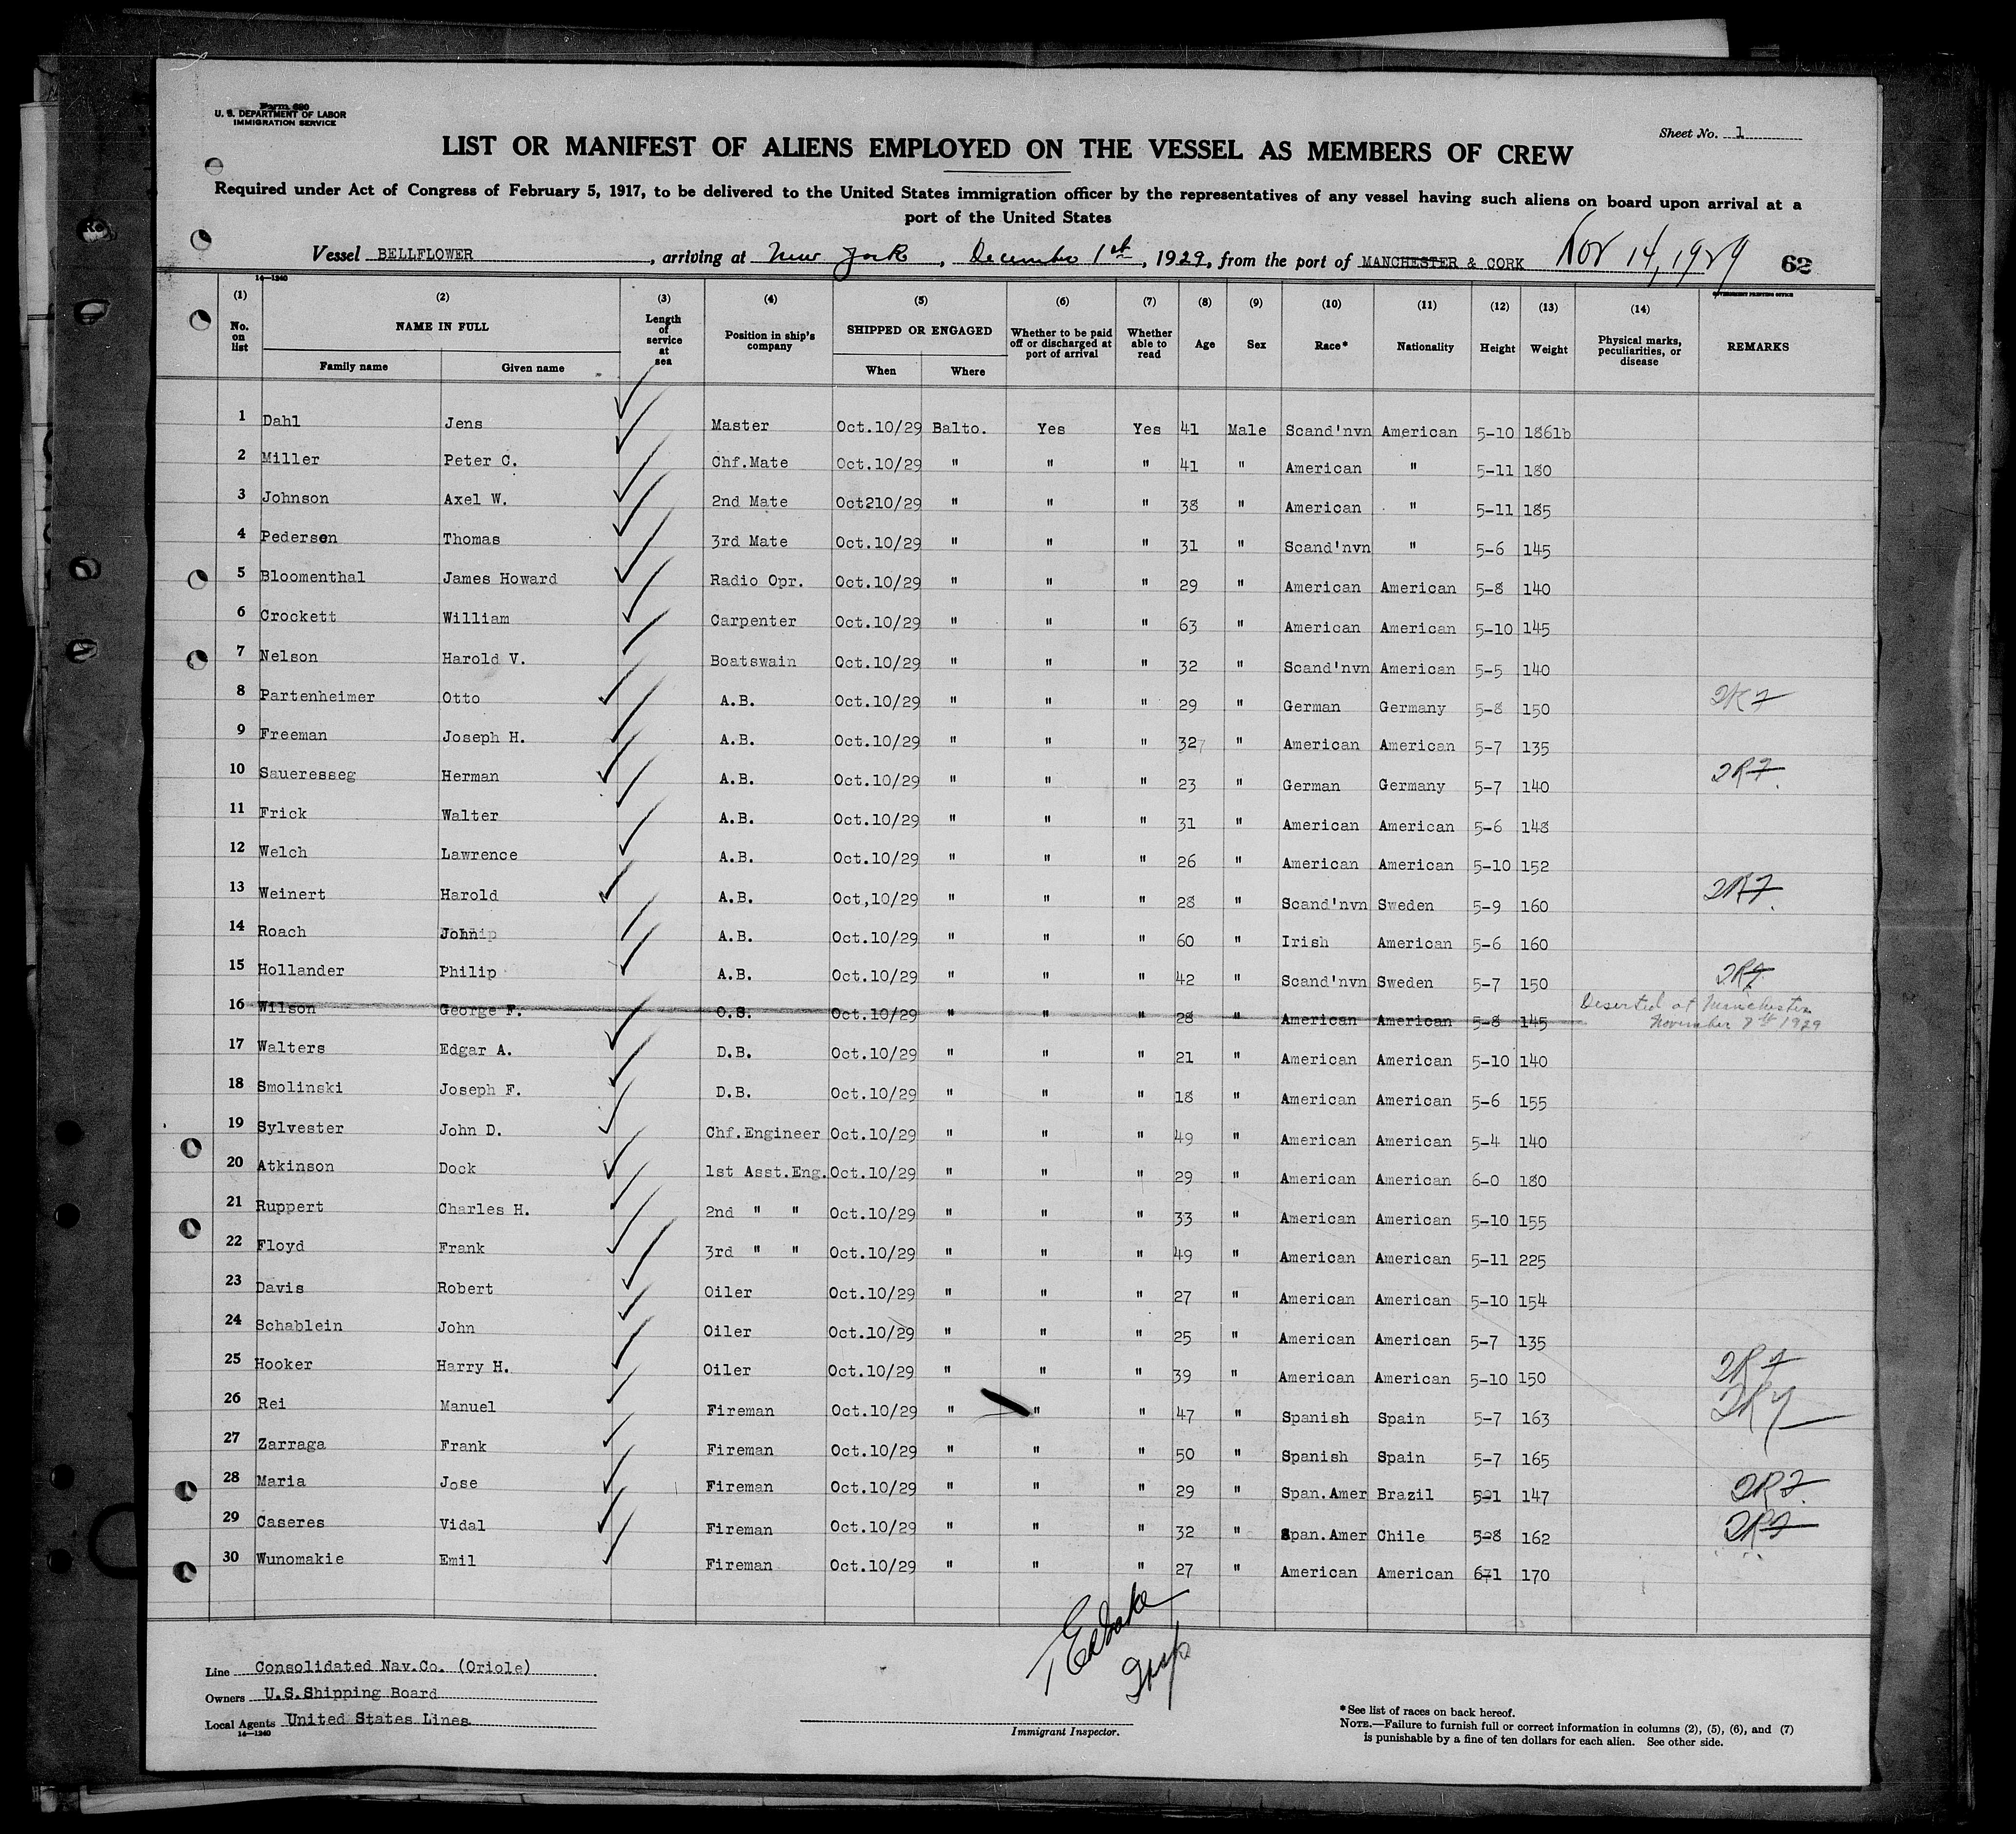 Form 680
U. S. DEPARTMENT OF LABOR
IMMIGRATION SERVICE
Sheet No. 1
LIST OR MANIFEST OF ALIENS EMPLOYED ON THE VESSEL AS MEMBERS OF CREW
Required under Act of Congress of February 5, 1917, to be delivered to the United States immigration officer by the representatives of any vessel having such aliens on board upon arrival at a
port of the United States
Vessel BELLFLOWER, arriving at New York, December 1st, 1929, from the port of MANCHESTER & CORK Nov 14, 1929 62
14—1240
GOVERNMENT PRINTING OFFICE
(1) (2) (3) (4) (5) (6) (7) (8) (9) (10) (11) (12) (13) (14)
No. on list NAME IN FULL Length of service at sea Position in ship's company SHIPPED OR ENGAGED Whether to be paid off or discharged at port of arrival Whether able to read Age Sex Race* Nationality Height Weight Physical marks, peculiarities, or disease REMARKS
Family name Given name When Where
1 Dahl Jens Master Oct.10/29 Balto. Yes Yes 41 Male Scand'nvn American 5-10 186lb
2 Miller Peter C. Chf.Mate Oct.10/29 " " " 41 " American " 5-11 180
3 Johnson Axel W. 2nd Mate Oct210/29 " " " 38 " American " 5-11 185
4 Pedersen Thomas 3rd Mate Oct.10/29 " " " 31 " Scand'nvn " 5-6 145
5 Bloomenthal James Howard Radio Opr. Oct.10/29 " " " 29 " American American 5-8 140
6 Crockett William Carpenter Oct.10/29 " " " 63 " American American 5-10 145
7 Nelson Harold V. Boatswain Oct.10/29 " " " 32 " Scand'nvn American 5-5 140
8 Partenheimer Otto A.B. Oct.10/29 " " " 29 " German Germany 5-8 150
9 Freeman Joseph H. A.B. Oct.10/29 " " " 32 " American American 5-7 135
10 Saueresseg Herman A.B. Oct.10/29 " " " 23 " German Germany 5-7 140
11 Frick Walter A.B. Oct.10/29 " " " 31 " American American 5-6 148
12 Welch Lawrence A.B. Oct.10/29 " " " 26 " American American 5-10 152
13 Weinert Harold A.B. Oct,10/29 " " " 28 " Scand'nvn Sweden 5-9 160
14 Roach John A.B. Oct.10/29 " " " 60 " Irish American 5-6 160
15 Hollander Philip A.B. Oct.10/29 " " " 42 " Scand'nvn Sweden 5-7 150
16 Wilson George F. O.S. Oct.10/29 " " " 28 " American American 5-8 145 Deserted at Manchester
November 8th 1929
17 Walters Edgar A. D.B. Oct.10/29 " " " 21 " American American 5-10 140
18 Smolinski Joseph F. D.B. Oct.10/29 " " " 18 " American American 5-6 155
19 Sylvester John D. Chf.Engineer Oct.10/29 " " " 49 " American American 5-4 140
20 Atkinson Dock 1st Asst.Eng. Oct.10/29 " " " 29 " American American 6-0 180
21 Ruppert Charles H. 2nd " " Oct.10/29 " " " 33 " American American 5-10 155
22 Floyd Frank 3rd " " Oct.10/29 " " " 49 " American American 5-11 225
23 Davis Robert Oiler Oct.10/29 " " " 27 " American American 5-10 154
24 Schablein John Oiler Oct.10/29 " " " 25 " American American 5-7 135
25 Hooker Harry H. Oiler Oct.10/29 " " " 39 " American American 5-10 150
26 Rei Manuel Fireman Oct.10/29 " " " 47 " Spanish Spain 5-7 163
27 Zarraga Frank Fireman Oct.10/29 " " " 50 " Spanish Spain 5-7 165
28 Maria Jose Fireman Oct.10/29 " " " 29 " Span.Amer Brazil 5-1 147
29 Caseres Vidal Fireman Oct.10/29 " " " 32 " Span.Amer Chile 5-8 162
30 Wunomakie Emil Fireman Oct.10/29 " " " 27 " American American 6-1 170
Line Consolidated Nav.Co. (Oriole)
Owners U.S.Shipping Board
Local Agents United States Lines
14—1240
Insp
Immigrant Inspector.
*See list of races on back hereof.
NOTE.—Failure to furnish full or correct information in columns (2), (5), (6), and (7)
is punishable by a fine of ten dollars for each alien. See other side.